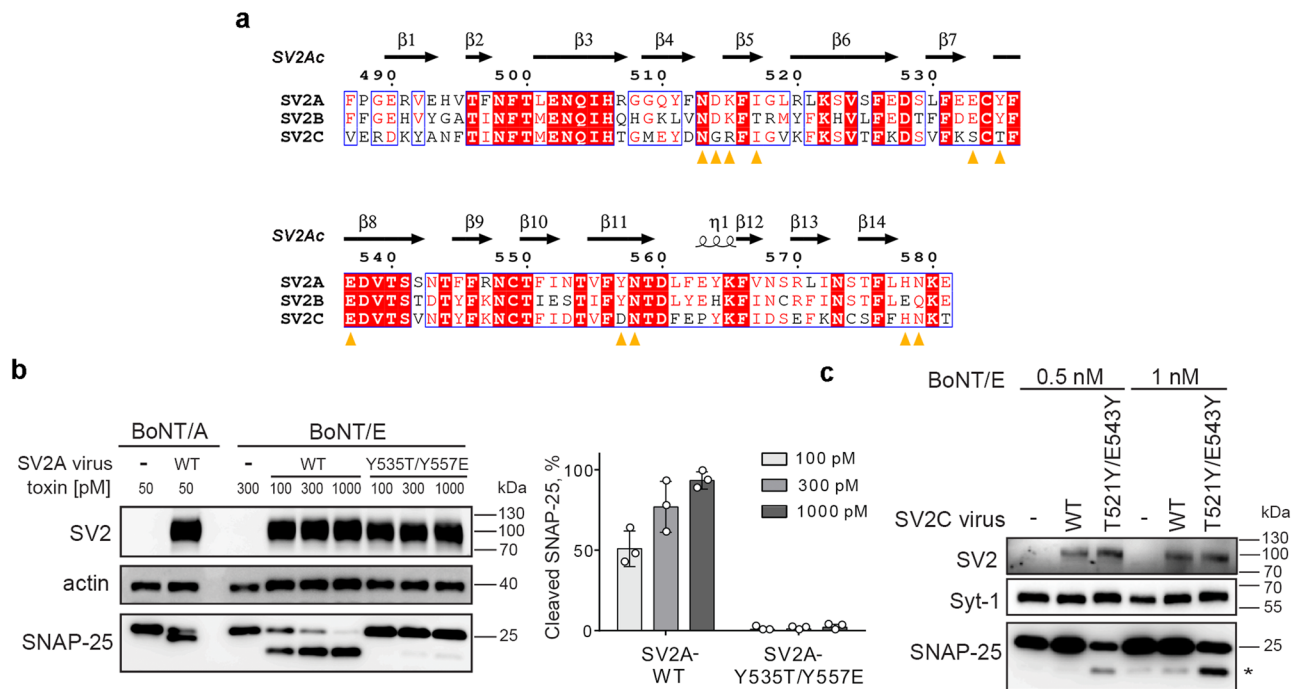 a
β1 β2 β3 β4 β5 β6 β7
SV2Ac
490 500 510 520 530
SV2A FPGERVEHVTFNFTLENQIHRGGQYFNDKFIGLRLKSVSFEDSLFEECYF
SV2B FFGEHVYGATINFTMENQIHQHGKLVNDKFTRMYFKHVLFEDTFFDECYF
SV2C VERDKYANFTINFTMENQIHTGMEYDNGRFIGVKFKSVTFKDSVFKSCTF
β8 β9 β10 β11 η1 β12 β13 β14
SV2Ac
540 550 560 570 580
SV2A EDVTSSNTFFRNCTFINTVFYNTDLFEYKFVNSRLINSTFLHNKE
SV2B EDVTSTDTYFKNCTIESTIFYNTDLYEHKFINCRFINSTFLEQKE
SV2C EDVTSVNTYFKNCTFIDTVFDNTDFEPYKFIDSEFKNCSFFHNKT
b
BoNT/A BoNT/E
SV2A virus - WT - WT Y535T/Y557E
toxin [pM] 50 50 300 100 300 1000 100 300 1000 kDa
SV2 130 100 70
actin 40
SNAP-25 25
Cleaved SNAP-25, %
100
50
0
100 pM
300 pM
1000 pM
SV2A-
WT
SV2A-
Y535T/Y557E
c
BoNT/E 0.5 nM 1 nM
SV2C virus - WT T521Y/E543Y - WT T521Y/E543Y kDa
SV2 130 100 70
Syt-1 70 55
SNAP-25 25
*